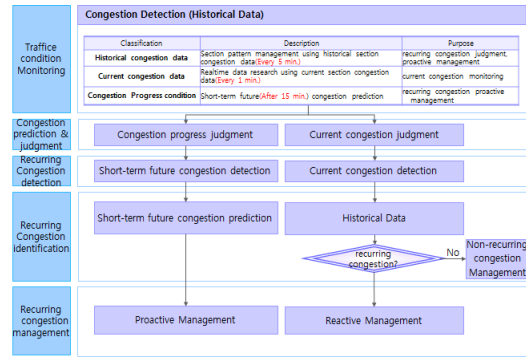 Traffice
condition
Monitoring
Congestion Detection (Historical Data)
Classification Description Purpose
Historical congestion data
Section pattern management using historical section
congestion data(Every 5 min.)
recurring congestion judgment,
proactive management
Current congestion data
Realtime data research using current section congestion
data(Every 1 min.)
current congestion monitoring
Congestion Progress condition
Short-term future(After 15 min.) congestion prediction
recurring congestion proactive
management
Congestion
prediction &
judgment
Congestion progress judgment
Current congestion judgment
Recurring
Congestion
detection
Short-term future congestion detection
Current congestion detection
Recurring
Congestion
identification
Short-term future congestion prediction
Historical Data
recurring
congestion?
No
Non-recurring
congestion
Management
Recurring
congestion
management
Proactive Management
Reactive Management